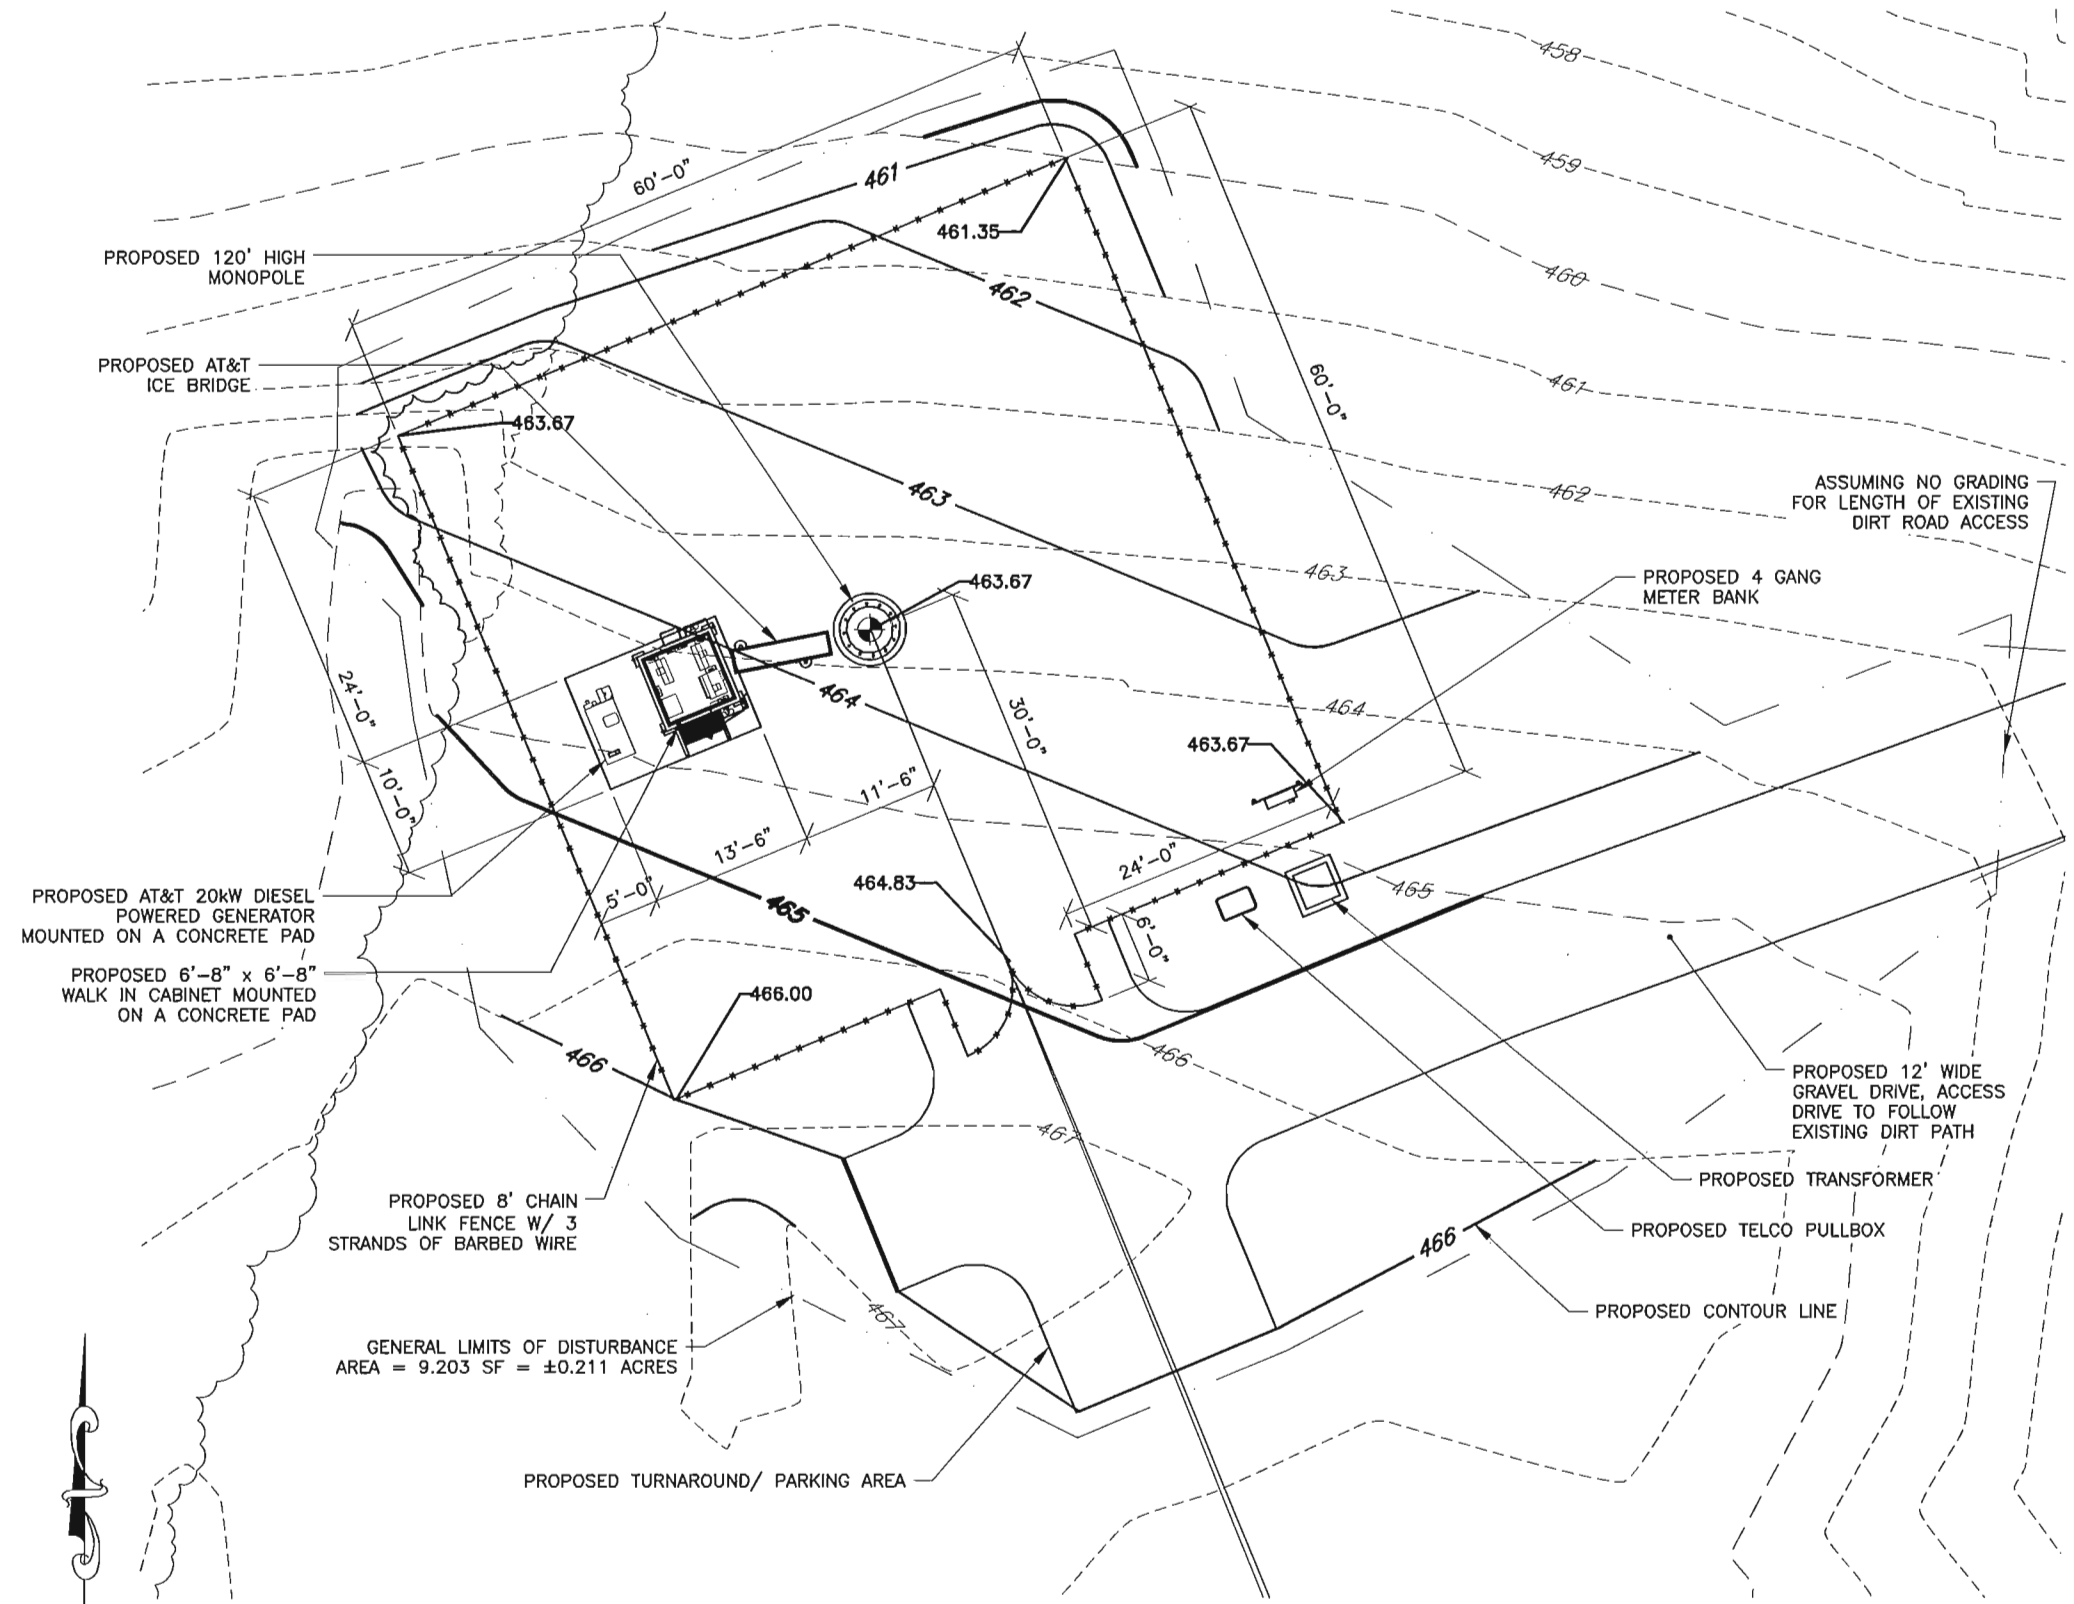 458
459
60'-0"
461
461.35
PROPOSED 120' HIGH
MONOPOLE
460
462
PROPOSED AT&T
ICE BRIDGE
60'-0"
461
463.67
463
462
ASSUMING NO GRADING
FOR LENGTH OF EXISTING
DIRT ROAD ACCESS
463
463.67
PROPOSED 4 GANG
METER BANK
24'-0"
464
30'-0"
464
463.67
10'-0"
11'-6"
13'-6"
24'-0"
5'-0"
464.83
465
465
6'-0"
PROPOSED AT&T 20kW DIESEL
POWERED GENERATOR
MOUNTED ON A CONCRETE PAD
PROPOSED 6'-8" x 6'-8"
WALK IN CABINET MOUNTED
ON A CONCRETE PAD
466.00
466
466
PROPOSED 12' WIDE
GRAVEL DRIVE, ACCESS
DRIVE TO FOLLOW
EXISTING DIRT PATH
467
PROPOSED TRANSFORMER
PROPOSED 8' CHAIN
LINK FENCE W/ 3
STRANDS OF BARBED WIRE
PROPOSED TELCO PULLBOX
466
467
PROPOSED CONTOUR LINE
GENERAL LIMITS OF DISTURBANCE
AREA = 9.203 SF = ±0.211 ACRES
PROPOSED TURNAROUND/ PARKING AREA